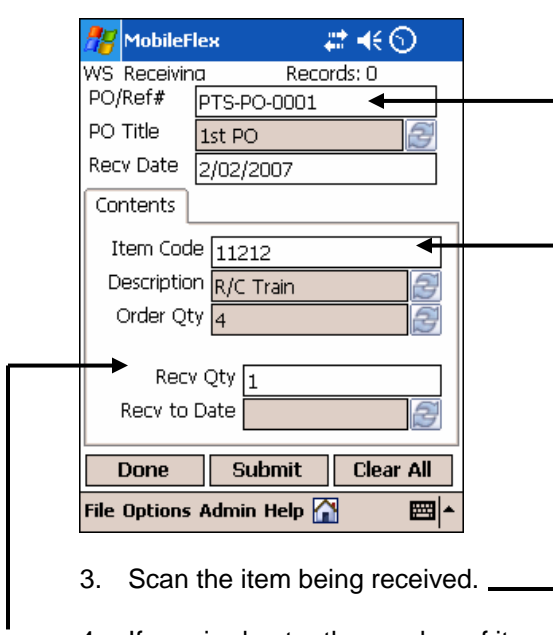 MobileFlex
WS Receiving Records: 0
PO/Ref# PTS-PO-0001
PO Title 1st PO
Recv Date 2/02/2007
Contents
Item Code 11212
Description R/C Train
Order Qty 4
Recv Qty 1
Recv to Date
Done Submit Clear All
File Options Admin Help
3. Scan the item being received.